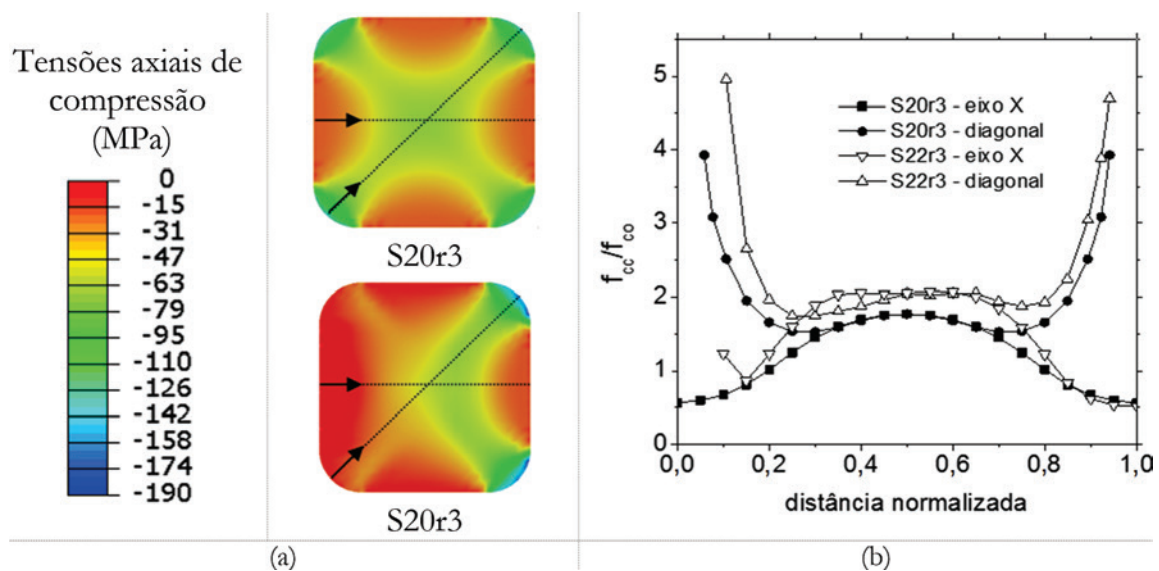 Tensões axiais de
compressão
(MPa)
0
-15
-31
-47
-63
-79
-95
-110
-126
-142
-158
-174
-190
S20r3
S20r3
(a)
5
4
3
2
1
0
f_cc/f_co
S20r3 - eixo X
S20r3 - diagonal
S22r3 - eixo X
S22r3 - diagonal
0,0 0,2 0,4 0,6 0,8 1,0
distância normalizada
(b)